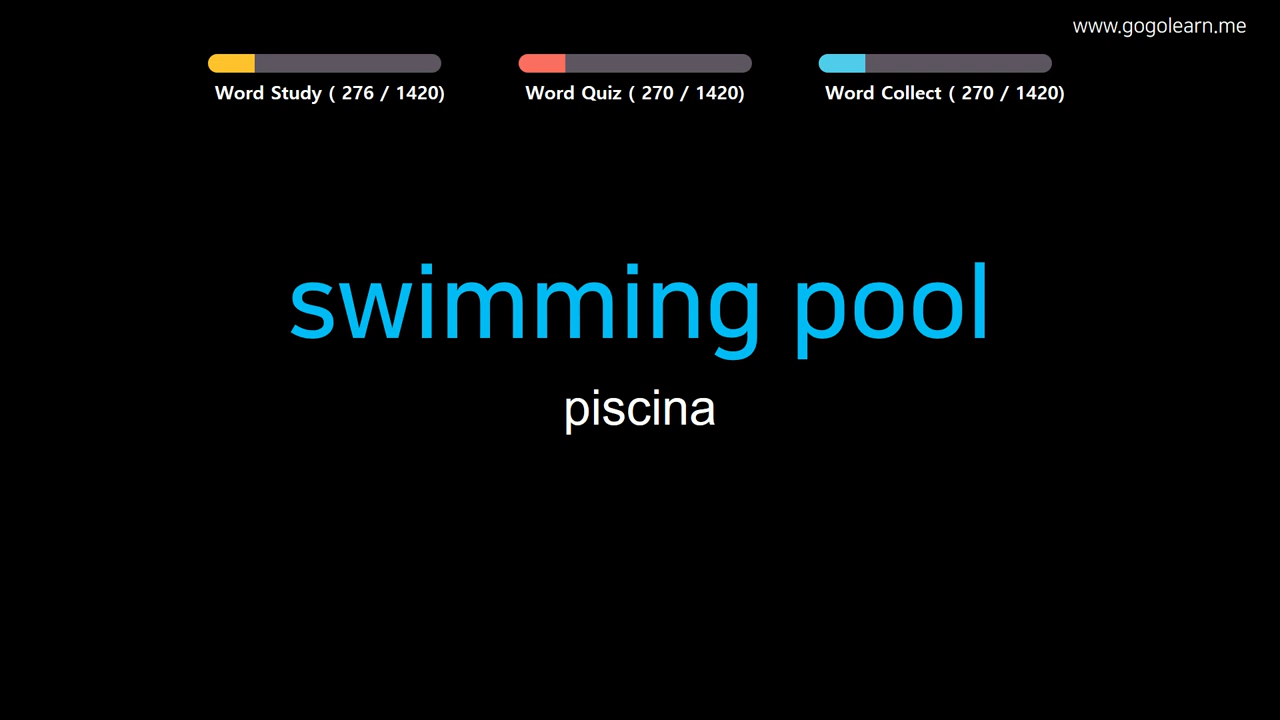 www.gogolearn.me
Word Study ( 276 / 1420)
Word Quiz ( 270 / 1420)
Word Collect ( 270 / 1420)
swimming pool
piscina